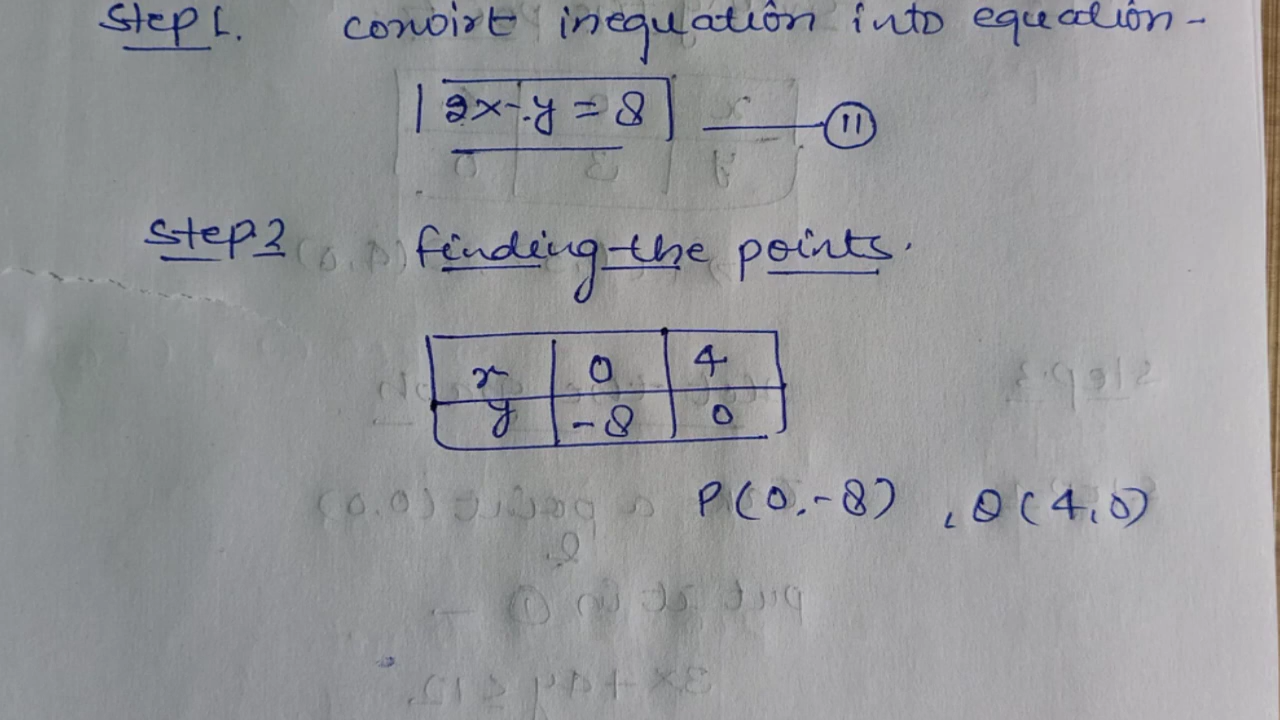 Step 1. convirt inequation into equation -
2x - y = 8 — 11
Step 2 finding the points.
x 0 4
y -8 0
P(0,-8) , Q(4,0)